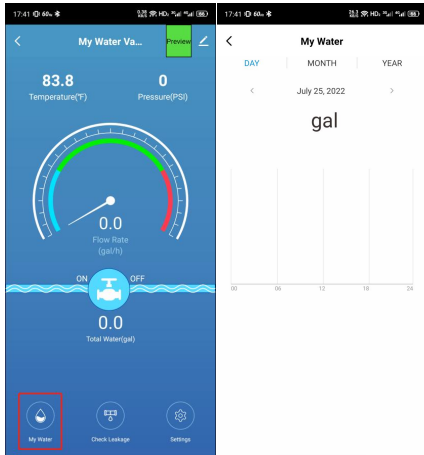 17:41
My Water Va...
Preview
83.8
Temperature(°F)
0
Pressure(PSI)
0.0
Flow Rate
(gal/h)
ON
OFF
0.0
Total Water(gal)
My Water
Check Leakage
Settings
17:41
My Water
DAY
MONTH
YEAR
July 25, 2022
gal
00
06
12
18
24